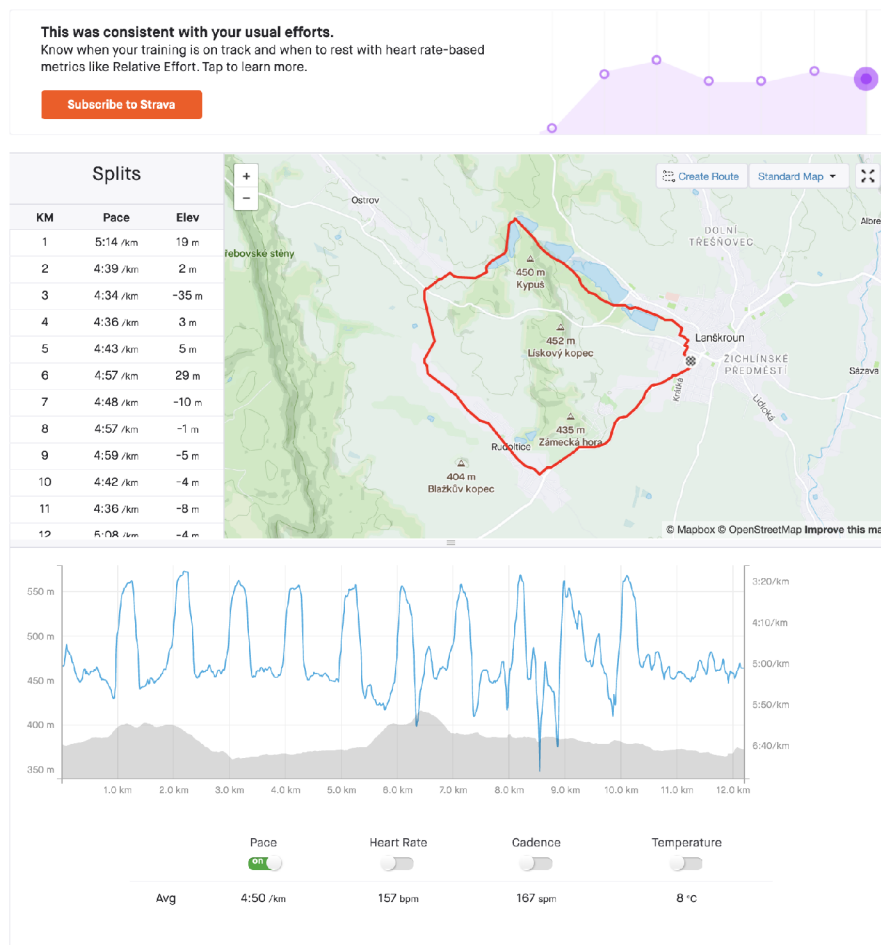 This was consistent with your usual efforts.
Know when your training is on track and when to rest with heart rate-based
metrics like Relative Effort. Tap to learn more.
Subscribe to Strava
Splits
KM Pace Elev
1 5:14 /km 19 m
2 4:39 /km 2 m
3 4:34 /km -35 m
4 4:36 /km 3 m
5 4:43 /km 5 m
6 4:57 /km 29 m
7 4:48 /km -10 m
8 4:57 /km -1 m
9 4:59 /km -5 m
10 4:42 /km -4 m
11 4:36 /km -8 m
12 5:08 /km -4 m
+
−
Create Route
Standard Map
Ostrov
DOLNÍ
TŘEŠŇOVEC
Albre
řebovské stěny
450 m
Kypuš
452 m
Lískový kopec
Lanškroun
ŽICHLÍNSKÉ
PŘEDMĚSTÍ
Sázava
Krátká
Lidická
435 m
Zámecká hora
Rudoltice
404 m
Blažkův kopec
© Mapbox © OpenStreetMap Improve this ma
550 m
500 m
450 m
400 m
350 m
3:20/km
4:10/km
5:00/km
5:50/km
6:40/km
1.0 km 2.0 km 3.0 km 4.0 km 5.0 km 6.0 km 7.0 km 8.0 km 9.0 km 10.0 km 11.0 km 12.0 km
Pace Heart Rate Cadence Temperature
on
Avg 4:50 /km 157 bpm 167 spm 8 °C